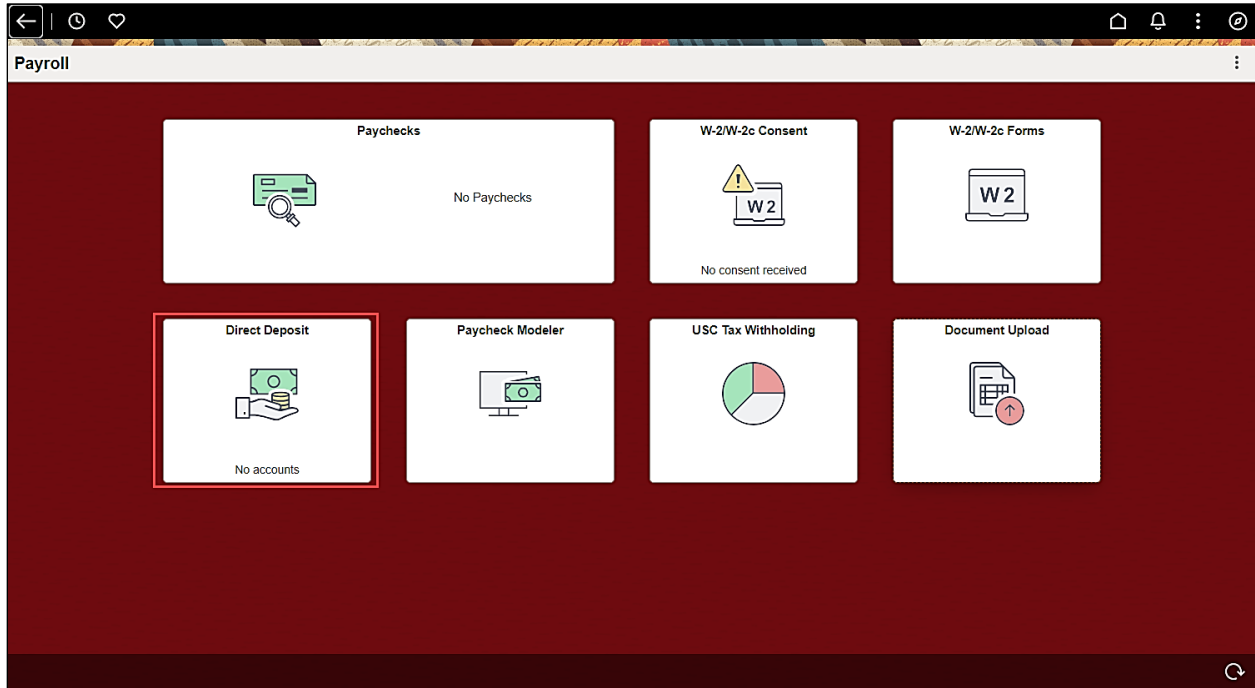 Payroll
Paychecks
No Paychecks
W-2/W-2c Consent
W2
No consent received
W-2/W-2c Forms
W2
Direct Deposit
No accounts
Paycheck Modeler
USC Tax Withholding
Document Upload